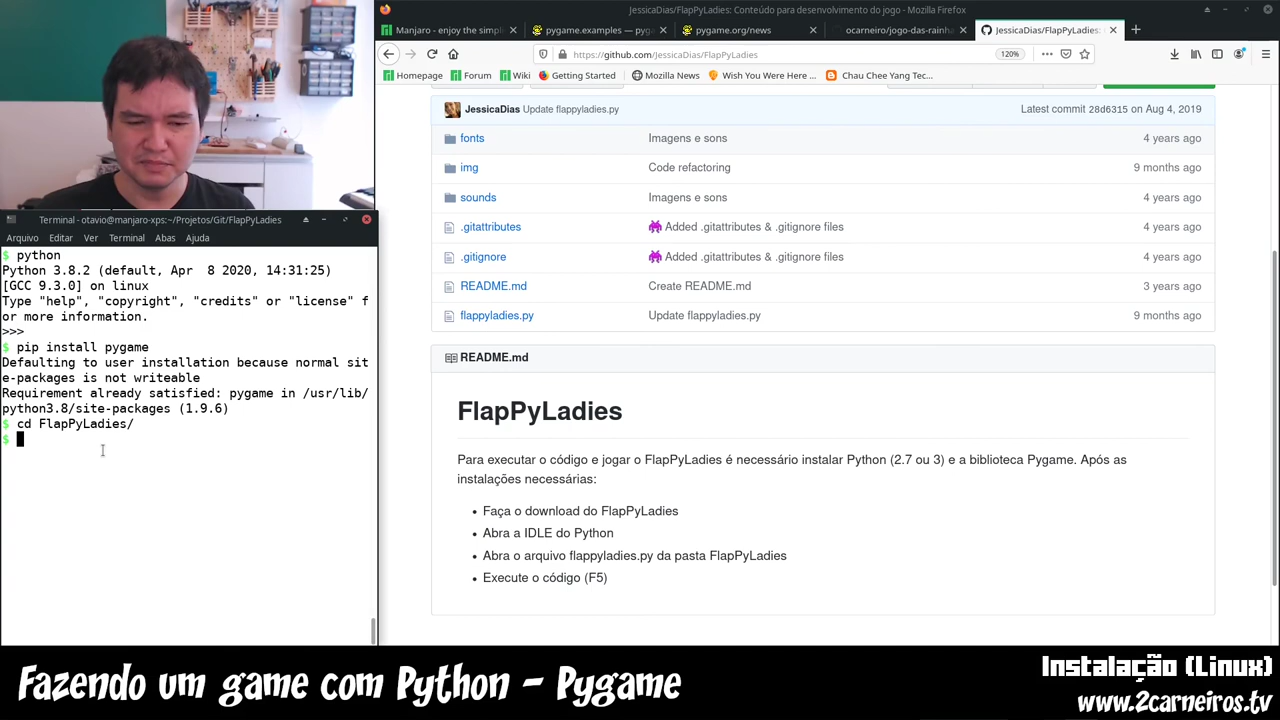 JessicaDias/FlapPyLadies: Conteúdo para desenvolvimento do jogo - Mozilla Firefox
Manjaro - enjoy the simpl
pygame.examples — pyga
pygame.org/news
ocarneiro/jogo-das-rainha
JessicaDias/FlapPyLadies:
https://github.com/JessicaDias/FlapPyLadies
120%
Homepage
Forum
Wiki
Getting Started
Mozilla News
Wish You Were Here ...
Chau Chee Yang Tec...
JessicaDias Update flappyladies.py
Latest commit 28d6315 on Aug 4, 2019
fonts Imagens e sons 4 years ago
img Code refactoring 9 months ago
sounds Imagens e sons 4 years ago
.gitattributes Added .gitattributes & .gitignore files 4 years ago
.gitignore Added .gitattributes & .gitignore files 4 years ago
README.md Create README.md 3 years ago
flappyladies.py Update flappyladies.py 9 months ago
README.md
FlapPyLadies
Para executar o código e jogar o FlapPyLadies é necessário instalar Python (2.7 ou 3) e a biblioteca Pygame. Após as
instalações necessárias:
• Faça o download do FlapPyLadies
• Abra a IDLE do Python
• Abra o arquivo flappyladies.py da pasta FlapPyLadies
• Execute o código (F5)
Terminal - otavio@manjaro-xps:~/Projetos/Git/FlapPyLadies
Arquivo Editar Ver Terminal Abas Ajuda
$ python
Python 3.8.2 (default, Apr  8 2020, 14:31:25)
[GCC 9.3.0] on linux
Type "help", "copyright", "credits" or "license" f
or more information.
>>>
$ pip install pygame
Defaulting to user installation because normal sit
e-packages is not writeable
Requirement already satisfied: pygame in /usr/lib/
python3.8/site-packages (1.9.6)
$ cd FlapPyLadies/
$
Fazendo um game com Python - Pygame
Instalação (Linux)
www.2carneiros.tv